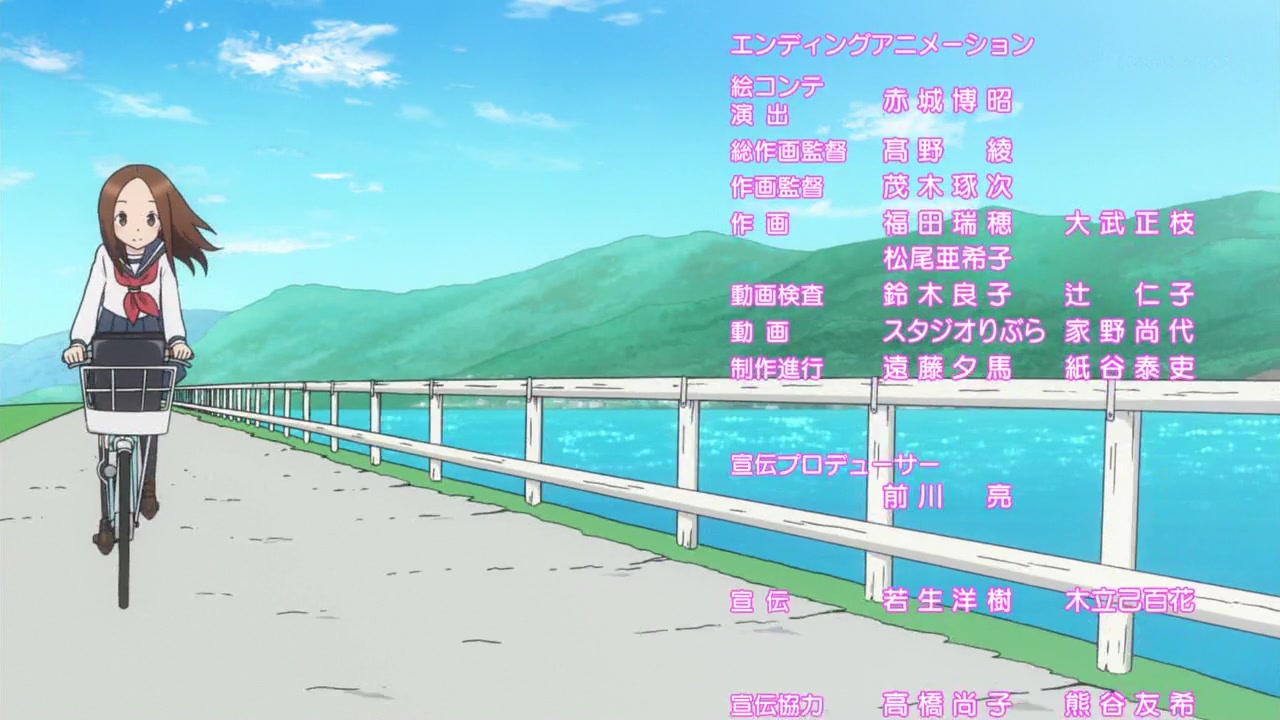 エンディングアニメーション
絵コンテ
演出 赤城博昭
総作画監督 髙野 綾
作画監督 茂木琢次
作画 福田瑞穂 大武正枝
松尾亜希子
動画検査 鈴木良子 辻 仁子
動画 スタジオりぶら 家野尚代
制作進行 遠藤夕馬 紙谷泰吏
宣伝プロデューサー
前川 亮
宣伝 若生洋樹 木立己百花
宣伝協力 高橋尚子 熊谷友希